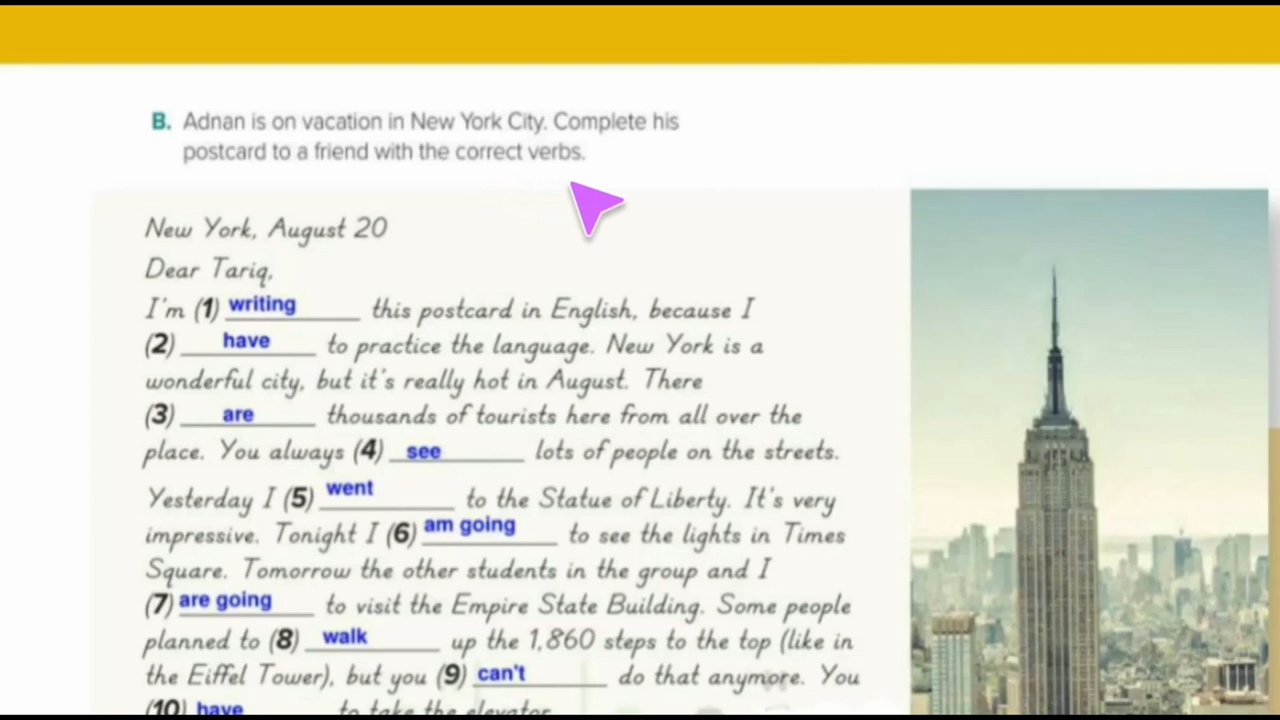 B. Adnan is on vacation in New York City. Complete his
postcard to a friend with the correct verbs.
New York, August 20
Dear Tariq,
I'm (1) writing this postcard in English, because I
(2) have to practice the language. New York is a
wonderful city, but it's really hot in August. There
(3) are thousands of tourists here from all over the
place. You always (4) see lots of people on the streets.
Yesterday I (5) went to the Statue of Liberty. It's very
impressive. Tonight I (6) am going to see the lights in Times
Square. Tomorrow the other students in the group and I
(7) are going to visit the Empire State Building. Some people
planned to (8) walk up the 1,860 steps to the top (like in
the Eiffel Tower), but you (9) can't do that anymore. You
(10) have to take the elevator